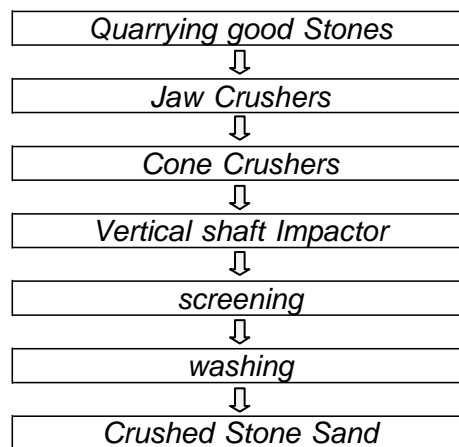 Quarrying good Stones
Jaw Crushers
Cone Crushers
Vertical shaft Impactor
screening
washing
Crushed Stone Sand